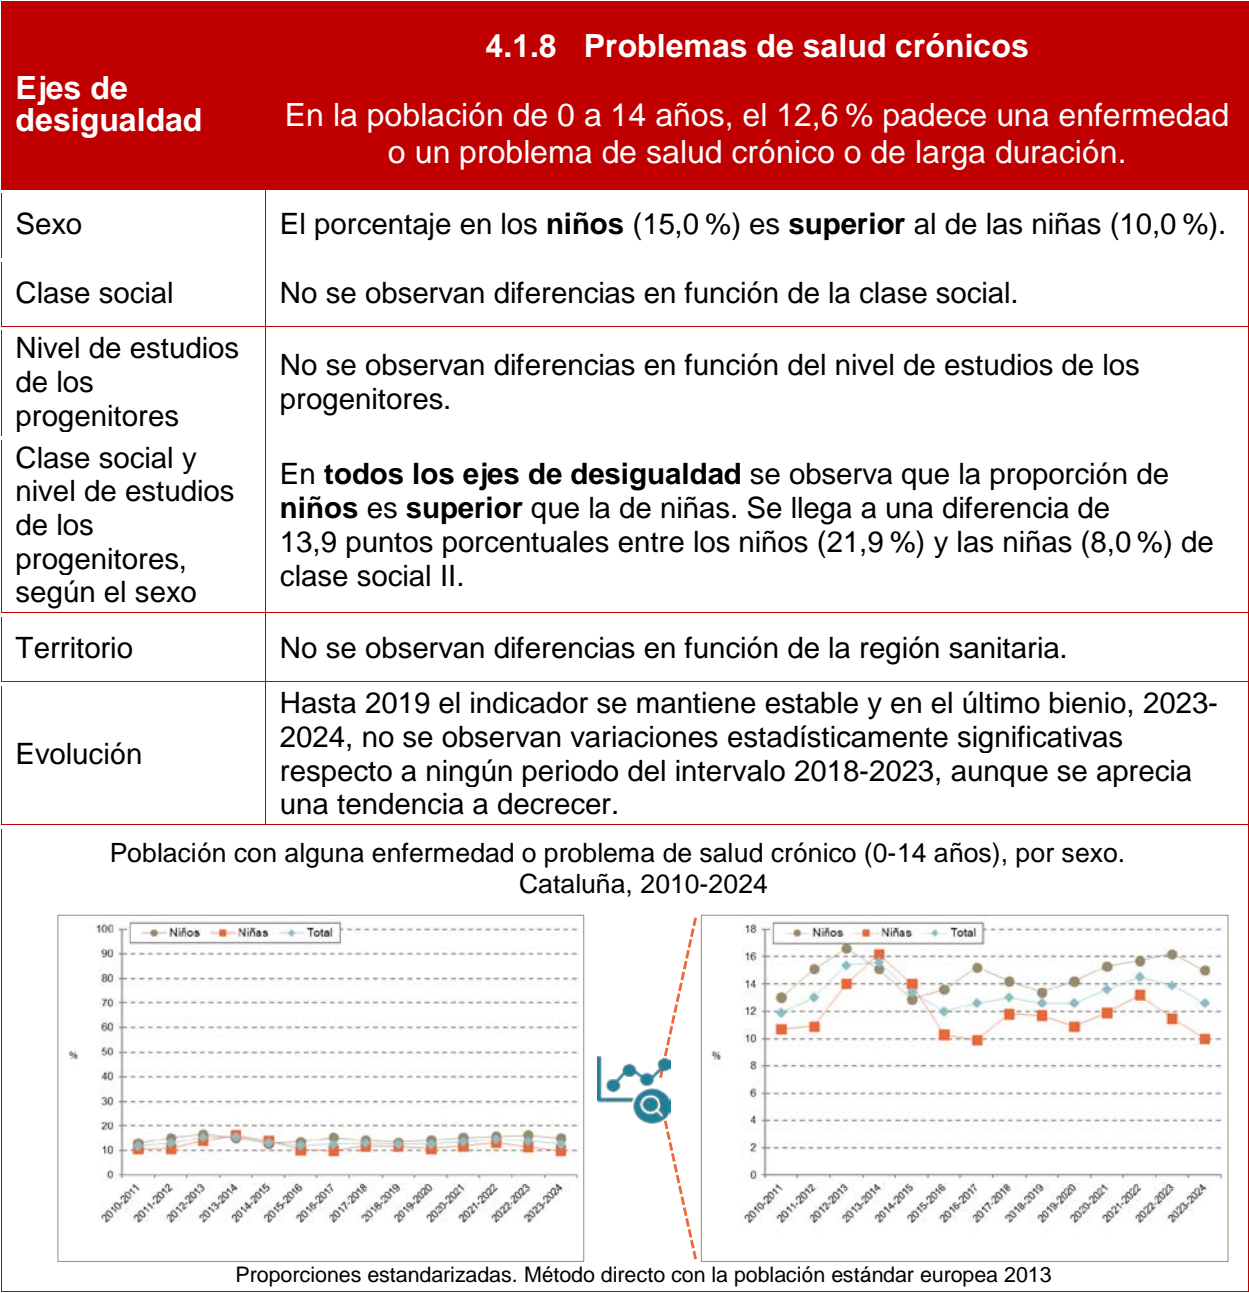 4.1.8 Problemas de salud crónicos
Ejes de
desigualdad
En la población de 0 a 14 años, el 12,6 % padece una enfermedad
o un problema de salud crónico o de larga duración.
Sexo
El porcentaje en los niños (15,0 %) es superior al de las niñas (10,0 %).
Clase social
No se observan diferencias en función de la clase social.
Nivel de estudios
de los
progenitores
No se observan diferencias en función del nivel de estudios de los
progenitores.
Clase social y
nivel de estudios
de los
progenitores,
según el sexo
En todos los ejes de desigualdad se observa que la proporción de
niños es superior que la de niñas. Se llega a una diferencia de
13,9 puntos porcentuales entre los niños (21,9 %) y las niñas (8,0 %) de
clase social II.
Territorio
No se observan diferencias en función de la región sanitaria.
Evolución
Hasta 2019 el indicador se mantiene estable y en el último bienio, 2023-
2024, no se observan variaciones estadísticamente significativas
respecto a ningún periodo del intervalo 2018-2023, aunque se aprecia
una tendencia a decrecer.
Población con alguna enfermedad o problema de salud crónico (0-14 años), por sexo.
Cataluña, 2010-2024
Niños Niñas Total
100
90
80
70
60
50
40
30
20
10
0
%
2010-2011 2011-2012 2012-2013 2013-2014 2014-2015 2015-2016 2016-2017 2017-2018 2018-2019 2019-2020 2020-2021 2021-2022 2022-2023 2023-2024
Niños Niñas Total
18
16
14
12
10
8
6
4
2
0
%
2010-2011 2011-2012 2012-2013 2013-2014 2014-2015 2015-2016 2016-2017 2017-2018 2018-2019 2019-2020 2020-2021 2021-2022 2022-2023 2023-2024
Proporciones estandarizadas. Método directo con la población estándar europea 2013